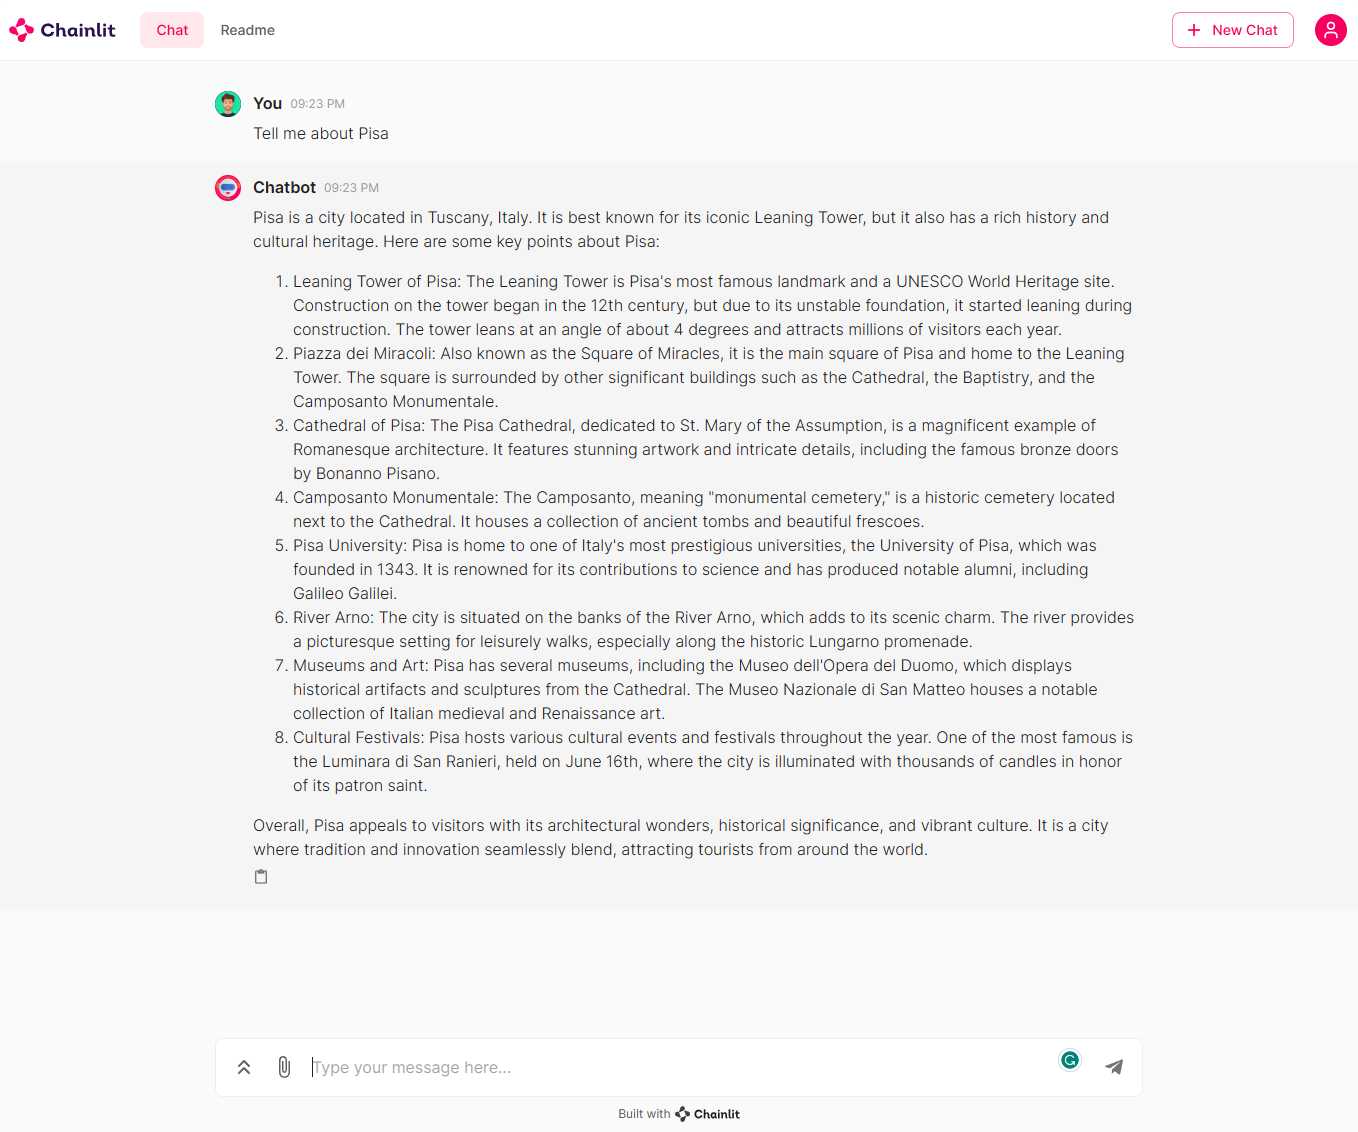 Chainlit
Chat
Readme
New Chat
You 09:23 PM
Tell me about Pisa
Chatbot 09:23 PM
Pisa is a city located in Tuscany, Italy. It is best known for its iconic Leaning Tower, but it also has a rich history and
cultural heritage. Here are some key points about Pisa:
1. Leaning Tower of Pisa: The Leaning Tower is Pisa's most famous landmark and a UNESCO World Heritage site.
Construction on the tower began in the 12th century, but due to its unstable foundation, it started leaning during
construction. The tower leans at an angle of about 4 degrees and attracts millions of visitors each year.
2. Piazza dei Miracoli: Also known as the Square of Miracles, it is the main square of Pisa and home to the Leaning
Tower. The square is surrounded by other significant buildings such as the Cathedral, the Baptistry, and the
Camposanto Monumentale.
3. Cathedral of Pisa: The Pisa Cathedral, dedicated to St. Mary of the Assumption, is a magnificent example of
Romanesque architecture. It features stunning artwork and intricate details, including the famous bronze doors
by Bonanno Pisano.
4. Camposanto Monumentale: The Camposanto, meaning "monumental cemetery," is a historic cemetery located
next to the Cathedral. It houses a collection of ancient tombs and beautiful frescoes.
5. Pisa University: Pisa is home to one of Italy's most prestigious universities, the University of Pisa, which was
founded in 1343. It is renowned for its contributions to science and has produced notable alumni, including
Galileo Galilei.
6. River Arno: The city is situated on the banks of the River Arno, which adds to its scenic charm. The river provides
a picturesque setting for leisurely walks, especially along the historic Lungarno promenade.
7. Museums and Art: Pisa has several museums, including the Museo dell'Opera del Duomo, which displays
historical artifacts and sculptures from the Cathedral. The Museo Nazionale di San Matteo houses a notable
collection of Italian medieval and Renaissance art.
8. Cultural Festivals: Pisa hosts various cultural events and festivals throughout the year. One of the most famous is
the Luminara di San Ranieri, held on June 16th, where the city is illuminated with thousands of candles in honor
of its patron saint.
Overall, Pisa appeals to visitors with its architectural wonders, historical significance, and vibrant culture. It is a city
where tradition and innovation seamlessly blend, attracting tourists from around the world.
Type your message here...
Built with Chainlit